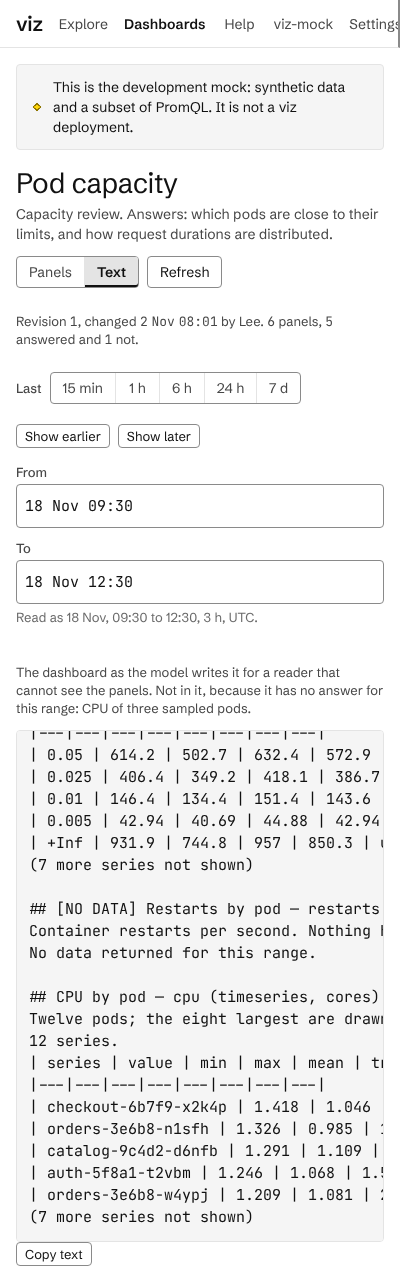 viz Explore Dashboards Help viz-mock Settings
This is the development mock: synthetic data
and a subset of PromQL. It is not a viz
deployment.
Pod capacity
Capacity review. Answers: which pods are close to their
limits, and how request durations are distributed.
Panels Text Refresh
Revision 1, changed 2 Nov 08:01 by Lee. 6 panels, 5
answered and 1 not.
Last 15 min 1 h 6 h 24 h 7 d
Show earlier Show later
From
18 Nov 09:30
To
18 Nov 12:30
Read as 18 Nov, 09:30 to 12:30, 3 h, UTC.
The dashboard as the model writes it for a reader that
cannot see the panels. Not in it, because it has no answer for
this range: CPU of three sampled pods.
|---|---|---|---|---|---|---|
| 0.05 | 614.2 | 502.7 | 632.4 | 572.9
| 0.025 | 406.4 | 349.2 | 418.1 | 386.7
| 0.01 | 146.4 | 134.4 | 151.4 | 143.6
| 0.005 | 42.94 | 40.69 | 44.88 | 42.94
| +Inf | 931.9 | 744.8 | 957 | 850.3 |
(7 more series not shown)
## [NO DATA] Restarts by pod — restarts
Container restarts per second. Nothing
No data returned for this range.
## CPU by pod — cpu (timeseries, cores)
Twelve pods; the eight largest are drawn
12 series.
| series | value | min | max | mean |
|---|---|---|---|---|---|---|
| checkout-6b7f9-x2k4p | 1.418 | 1.046
| orders-3e6b8-n1sfh | 1.326 | 0.985 |
| catalog-9c4d2-d6nfb | 1.291 | 1.109 |
| auth-5f8a1-t2vbm | 1.246 | 1.068 |
| orders-3e6b8-w4ypj | 1.209 | 1.081 |
(7 more series not shown)
Copy text